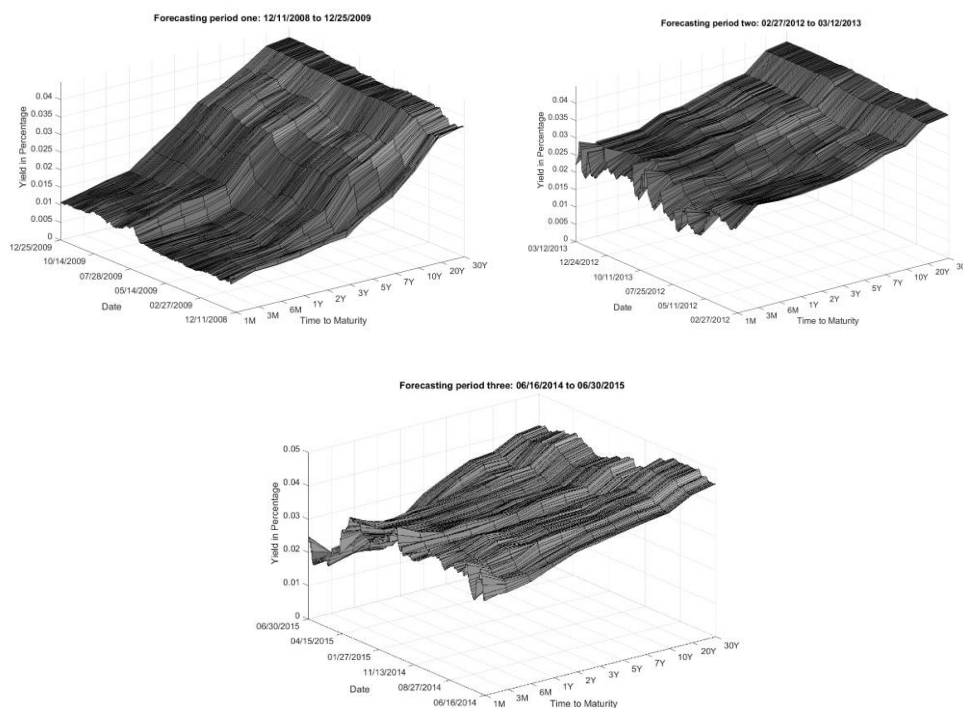 Forecasting period one: 12/11/2008 to 12/25/2009
0.04
0.035
0.03
0.025
0.02
0.015
0.01
0.005
0
Yield in Percentage
12/25/2009
10/14/2009
07/28/2009
05/14/2009
02/27/2009
12/11/2008
Date
1M
3M
6M
1Y
2Y
3Y
5Y
7Y
10Y
20Y
30Y
Time to Maturity
Forecasting period two: 02/27/2012 to 03/12/2013
0.04
0.035
0.03
0.025
0.02
0.015
0.01
0.005
0
Yield in Percentage
03/12/2013
12/24/2012
10/11/2013
07/25/2012
05/11/2012
02/27/2012
Date
1M
3M
6M
1Y
2Y
3Y
5Y
7Y
10Y
20Y
30
Time to Maturity
Forecasting period three: 06/16/2014 to 06/30/2015
0.05
0.04
0.03
0.02
0.01
0
Yield in Percentage
06/30/2015
04/15/2015
01/27/2015
11/13/2014
08/27/2014
06/16/2014
Date
1M
3M
6M
1Y
2Y
3Y
5Y
7Y
10Y
20Y
30Y
Time to Maturity